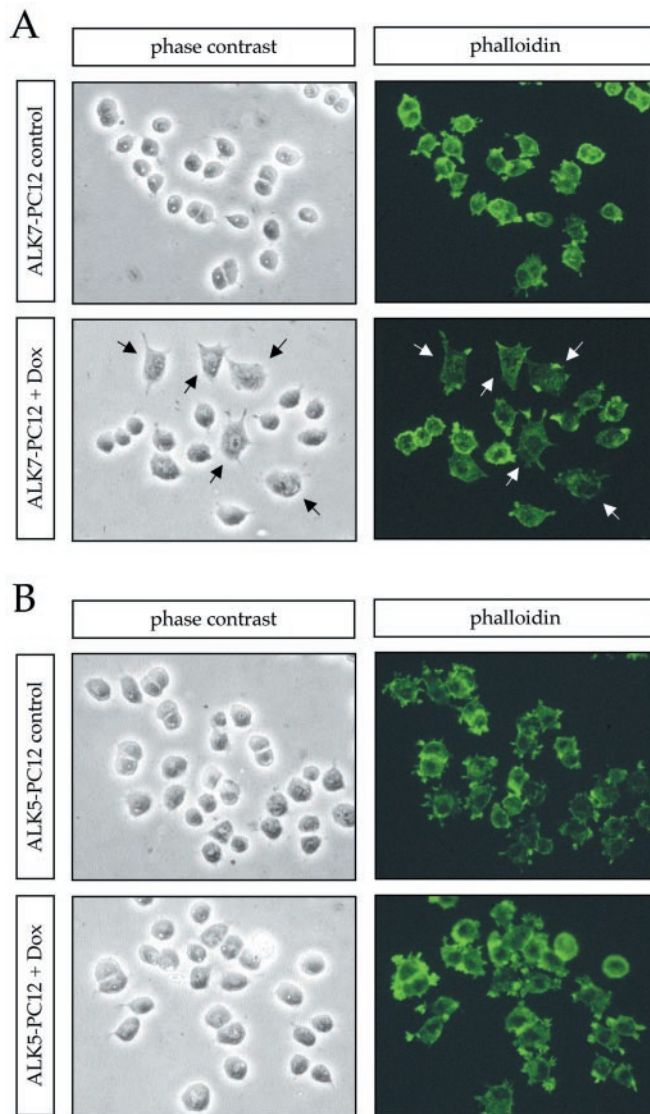 A
phase contrast
phalloidin
ALK7-PC12 control
ALK7-PC12 + Dox
B
phase contrast
phalloidin
ALK5-PC12 control
ALK5-PC12 + Dox